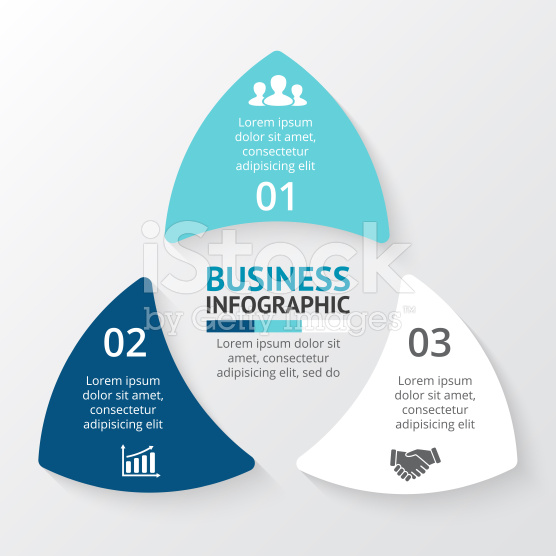 Lorem ipsum
dolor sit amet,
consectetur
adipisicing elit
01
iStock
BUSINESS
INFOGRAPHIC
by Getty Images™
Lorem ipsum dolor sit
amet, consectetur
adipisicing elit, sed do
02
Lorem ipsum
dolor sit amet,
consectetur
adipisicing elit
03
Lorem ipsum
dolor sit amet,
consectetur
adipisicing elit